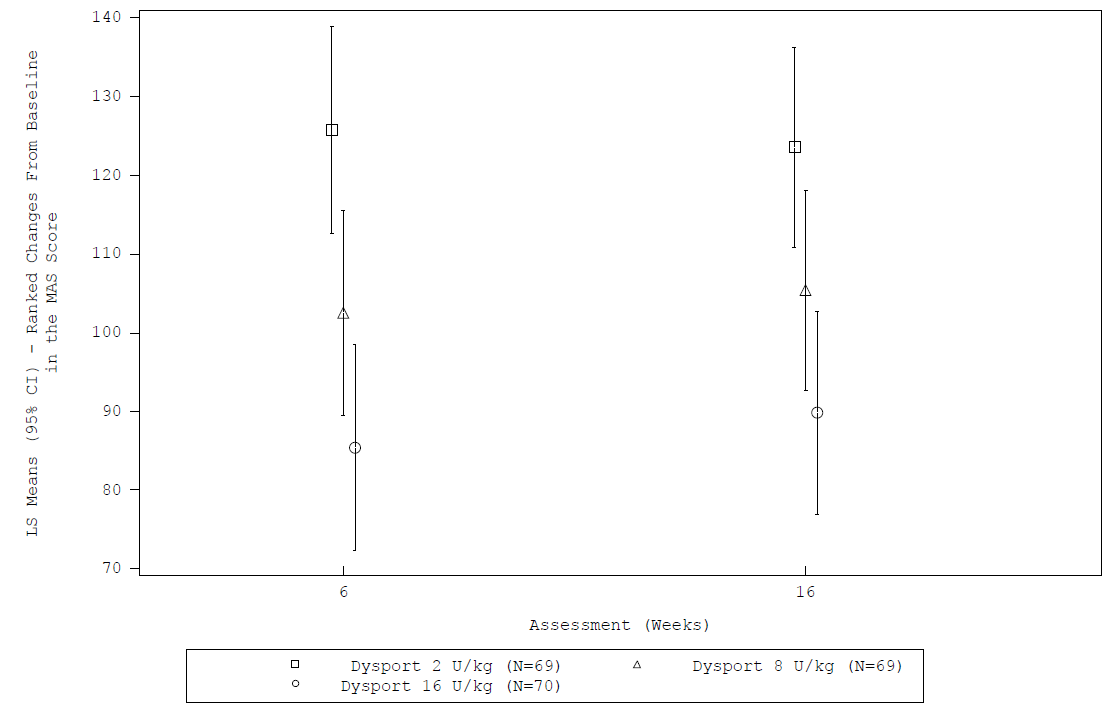 LS Means (95% CI) - Ranked Changes From Baseline
in the MAS Score
140
130
120
110
100
90
80
70
6 16
Assessment (Weeks)
Dysport 2 U/kg (N=69) Dysport 8 U/kg (N=69)
Dysport 16 U/kg (N=70)